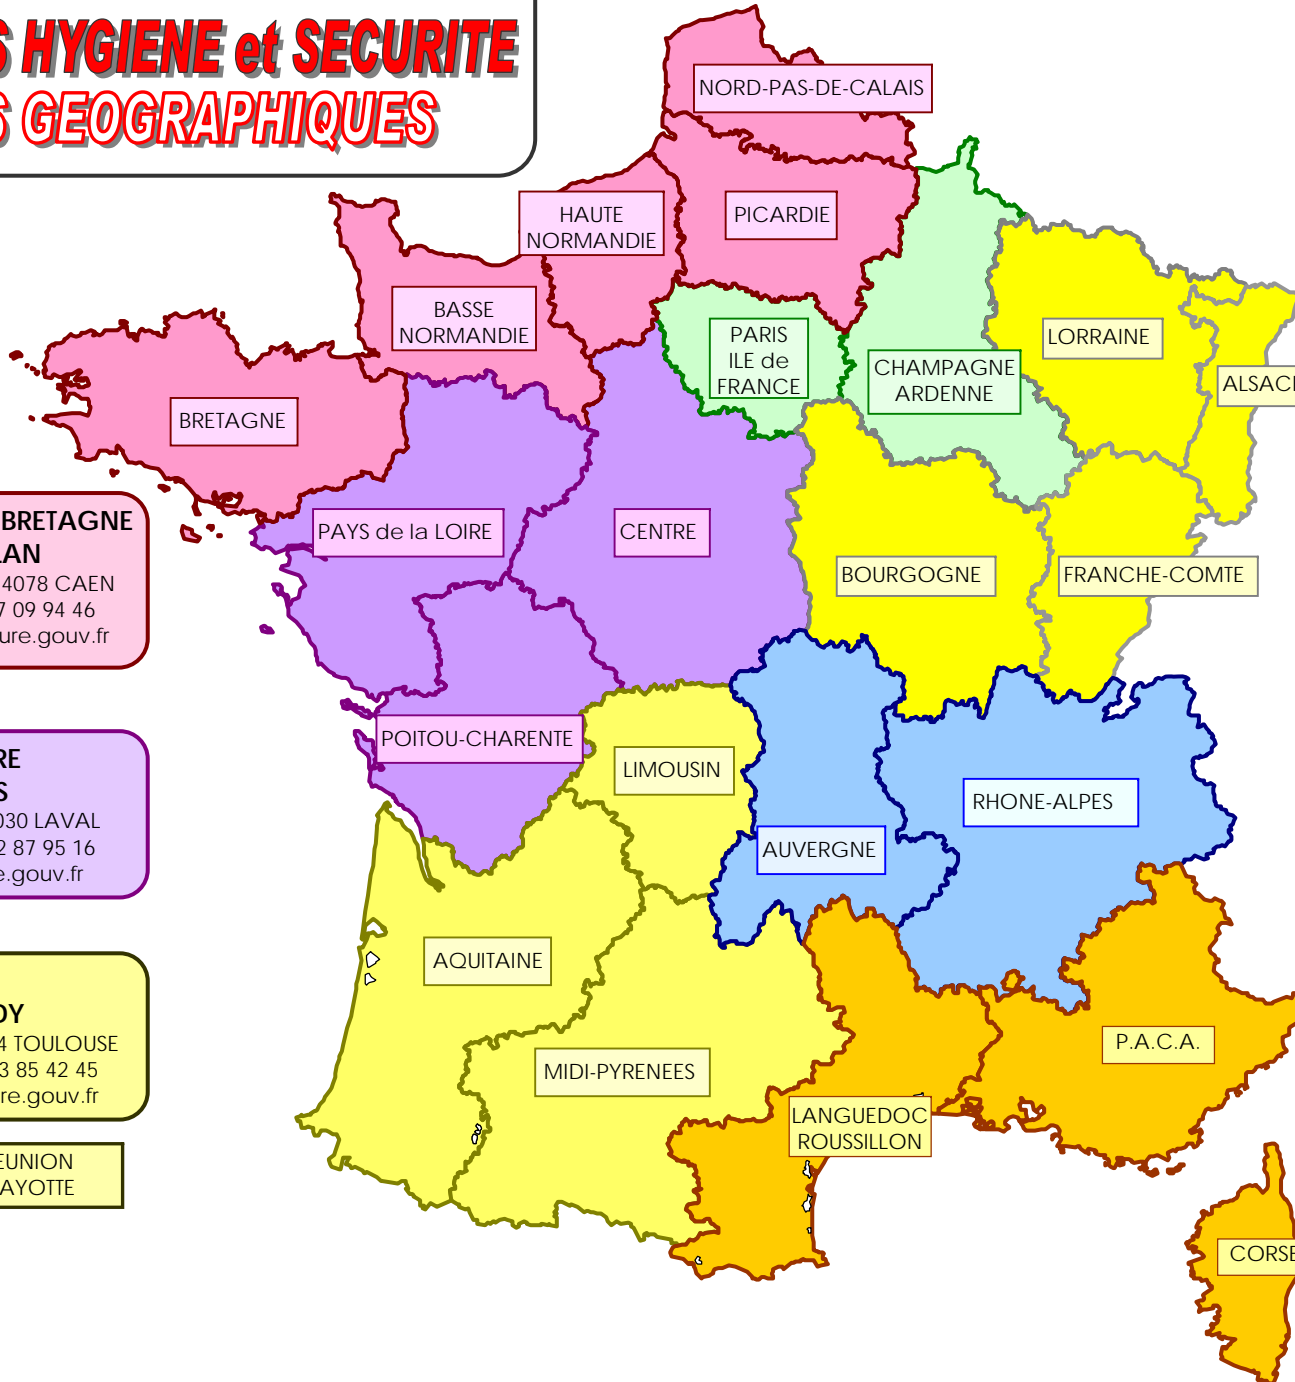 HYGIENE et SECURITE
GEOGRAPHIQUES
NORD-PAS-DE-CALAIS
HAUTE
NORMANDIE
PICARDIE
BASSE
NORMANDIE
PARIS
ILE de
FRANCE
CHAMPAGNE
ARDENNE
LORRAINE
ALSACE
BRETAGNE
PAYS de la LOIRE
CENTRE
BOURGOGNE
FRANCHE-COMTE
BRETAGNE
LAN
4078 CAEN
7 09 94 46
ure.gouv.fr
POITOU-CHARENTE
LIMOUSIN
RHONE-ALPES
AUVERGNE
RE
S
030 LAVAL
2 87 95 16
e.gouv.fr
AQUITAINE
MIDI-PYRENEES
P.A.C.A.
LANGUEDOC
ROUSSILLON
CORSE
OY
4 TOULOUSE
3 85 42 45
re.gouv.fr
EUNION
AYOTTE